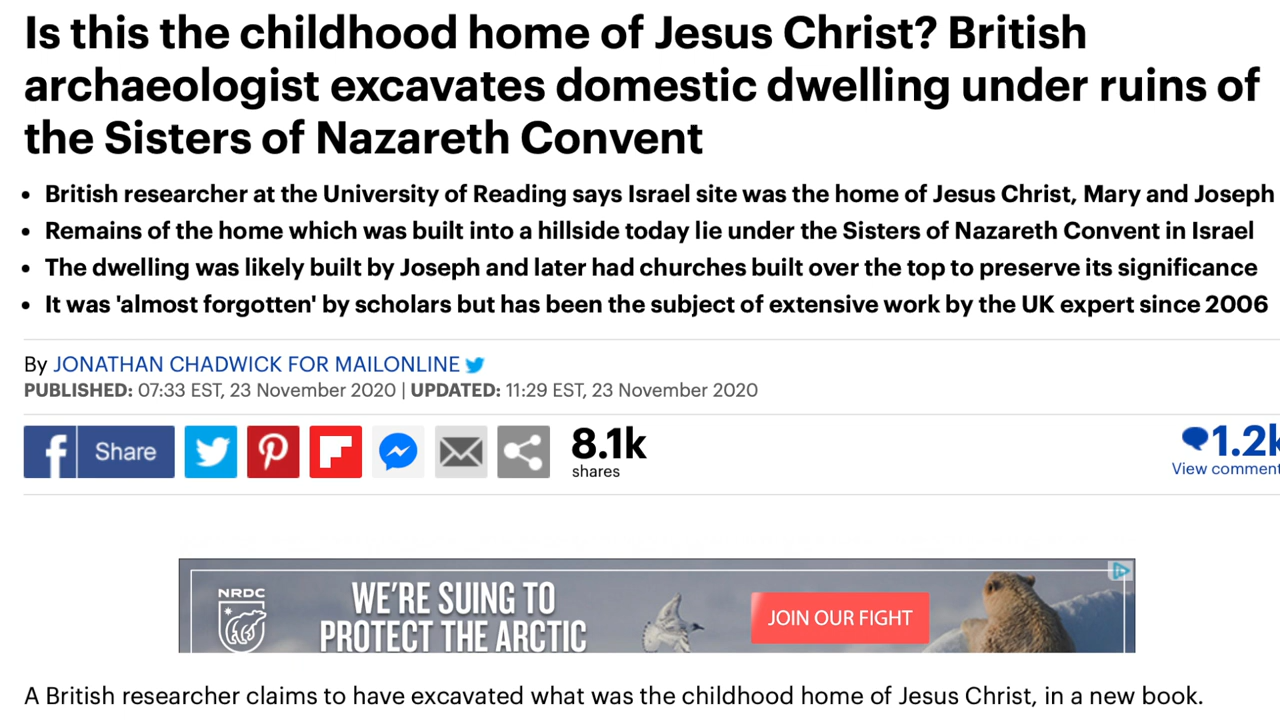 Is this the childhood home of Jesus Christ? British
archaeologist excavates domestic dwelling under ruins of
the Sisters of Nazareth Convent
• British researcher at the University of Reading says Israel site was the home of Jesus Christ, Mary and Joseph
• Remains of the home which was built into a hillside today lie under the Sisters of Nazareth Convent in Israel
• The dwelling was likely built by Joseph and later had churches built over the top to preserve its significance
• It was 'almost forgotten' by scholars but has been the subject of extensive work by the UK expert since 2006
By JONATHAN CHADWICK FOR MAILONLINE
PUBLISHED: 07:33 EST, 23 November 2020 | UPDATED: 11:29 EST, 23 November 2020
f Share
8.1k
shares
1.2k
View comment
NRDC
WE'RE SUING TO
PROTECT THE ARCTIC
JOIN OUR FIGHT
A British researcher claims to have excavated what was the childhood home of Jesus Christ, in a new book.